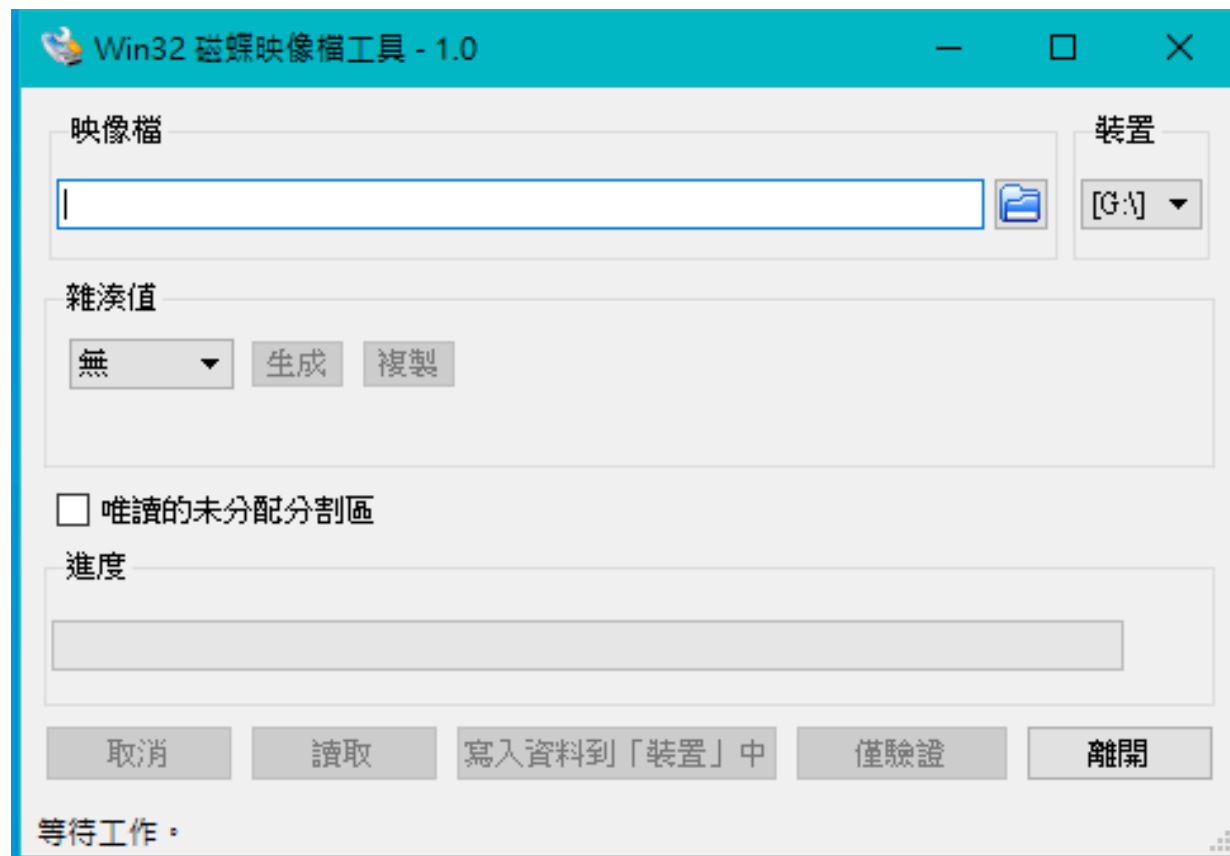 Win32 磁蝶映像檔工具 - 1.0
映像檔
裝置
[G:\]
雜湊值
無
生成
複製
唯讀的未分配分割區
進度
取消
讀取
寫入資料到「裝置」中
僅驗證
離開
等待工作。